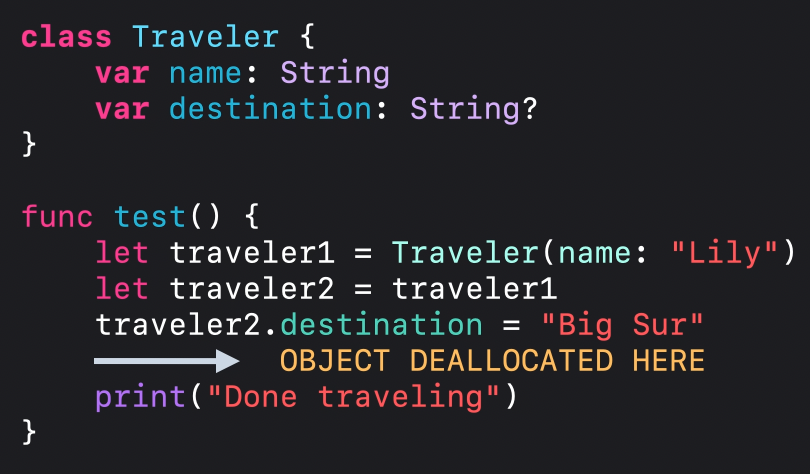 class Traveler {
    var name: String
    var destination: String?
}

func test() {
    let traveler1 = Traveler(name: "Lily")
    let traveler2 = traveler1
    traveler2.destination = "Big Sur"
    OBJECT DEALLOCATED HERE
    print("Done traveling")
}